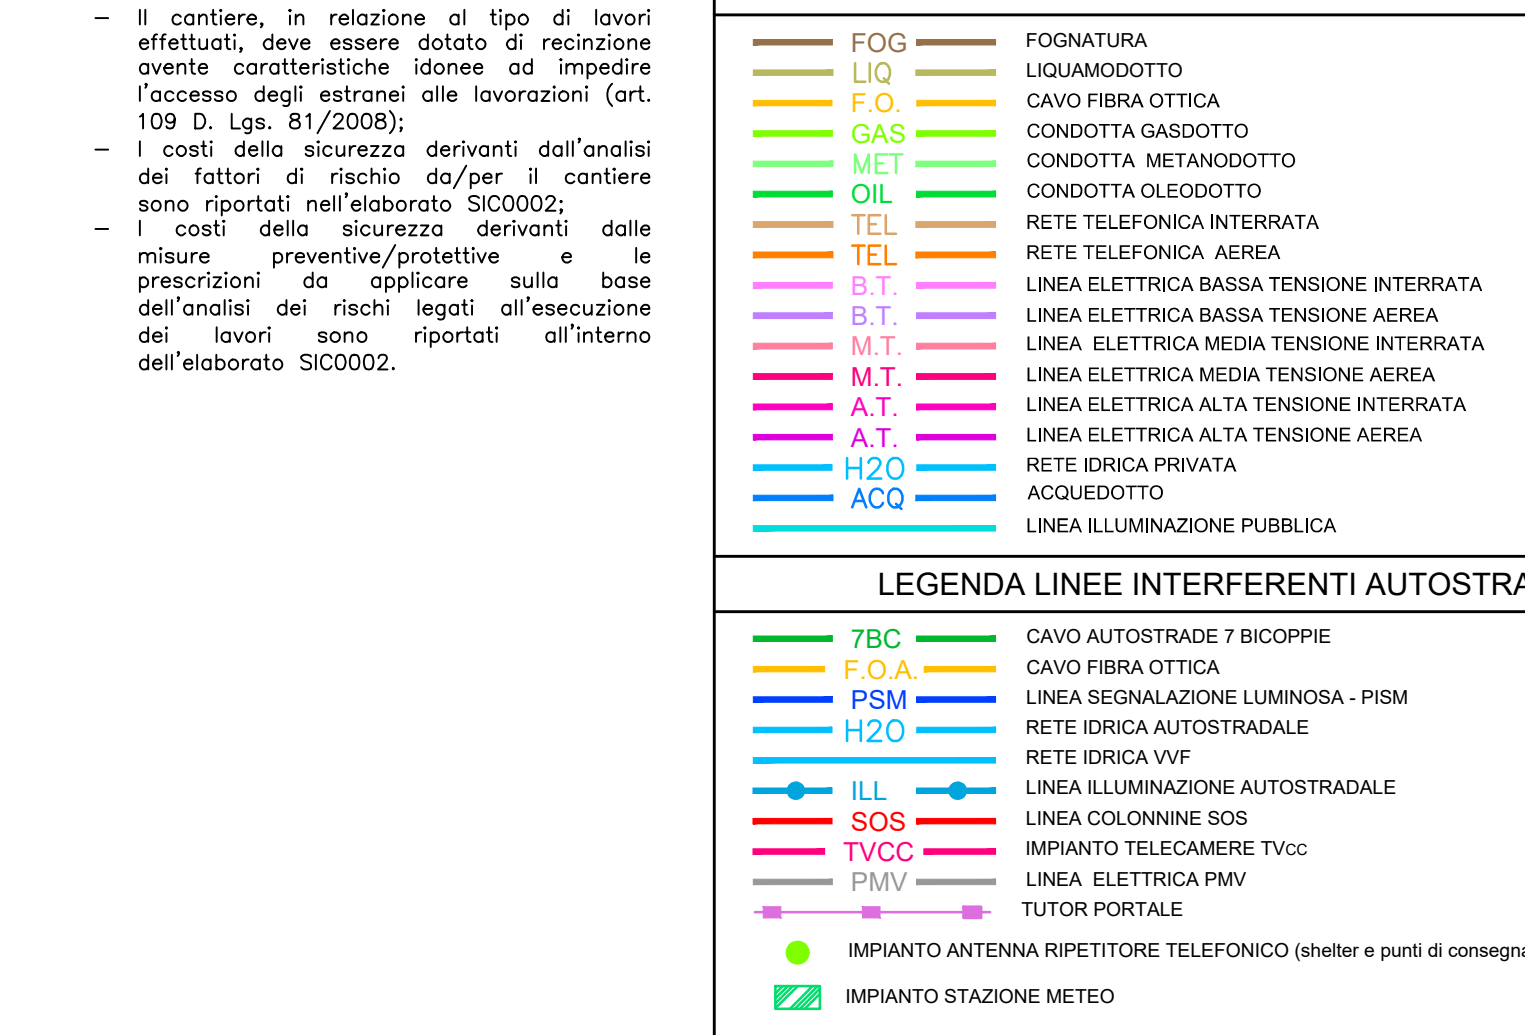 – Il cantiere, in relazione al tipo di lavori
effettuati, deve essere dotato di recinzione
avente caratteristiche idonee ad impedire
l'accesso degli estranei alle lavorazioni (art.
109 D. Lgs. 81/2008);
– I costi della sicurezza derivanti dall'analisi
dei fattori di rischio da/per il cantiere
sono riportati nell'elaborato SIC0002;
– I costi della sicurezza derivanti dalle
misure preventive/protettive e le
prescrizioni da applicare sulla base
dell'analisi dei rischi legati all'esecuzione
dei lavori sono riportati all'interno
dell'elaborato SIC0002.
FOG FOGNATURA
LIQ LIQUAMODOTTO
F.O. CAVO FIBRA OTTICA
GAS CONDOTTA GASDOTTO
MET CONDOTTA METANODOTTO
OIL CONDOTTA OLEODOTTO
TEL RETE TELEFONICA INTERRATA
TEL RETE TELEFONICA AEREA
B.T. LINEA ELETTRICA BASSA TENSIONE INTERRATA
B.T. LINEA ELETTRICA BASSA TENSIONE AEREA
M.T. LINEA ELETTRICA MEDIA TENSIONE INTERRATA
M.T. LINEA ELETTRICA MEDIA TENSIONE AEREA
A.T. LINEA ELETTRICA ALTA TENSIONE INTERRATA
A.T. LINEA ELETTRICA ALTA TENSIONE AEREA
H2O RETE IDRICA PRIVATA
ACQ ACQUEDOTTO
LINEA ILLUMINAZIONE PUBBLICA
LEGENDA LINEE INTERFERENTI AUTOSTRA
7BC CAVO AUTOSTRADE 7 BICOPPIE
F.O.A. CAVO FIBRA OTTICA
PSM LINEA SEGNALAZIONE LUMINOSA - PISM
H2O RETE IDRICA AUTOSTRADALE
RETE IDRICA VVF
ILL LINEA ILLUMINAZIONE AUTOSTRADALE
SOS LINEA COLONNINE SOS
TVCC IMPIANTO TELECAMERE TVcc
PMV LINEA ELETTRICA PMV
TUTOR PORTALE
IMPIANTO ANTENNA RIPETITORE TELEFONICO (shelter e punti di consegna
IMPIANTO STAZIONE METEO